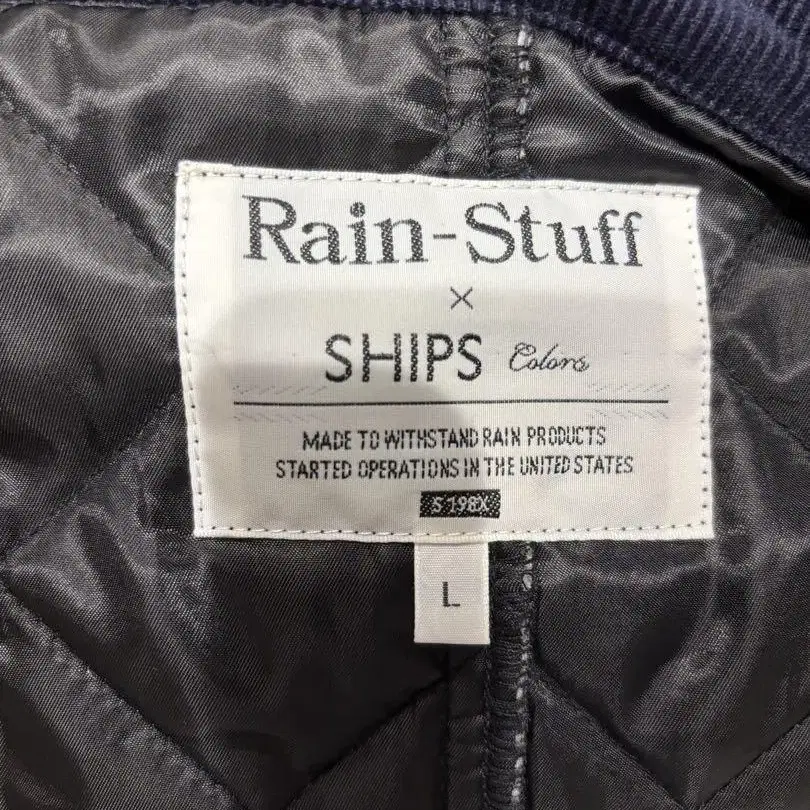 Rain-Stuff
×
SHIPS Colors
MADE TO WITHSTAND RAIN PRODUCTS
STARTED OPERATIONS IN THE UNITED STATES
S 198X
L